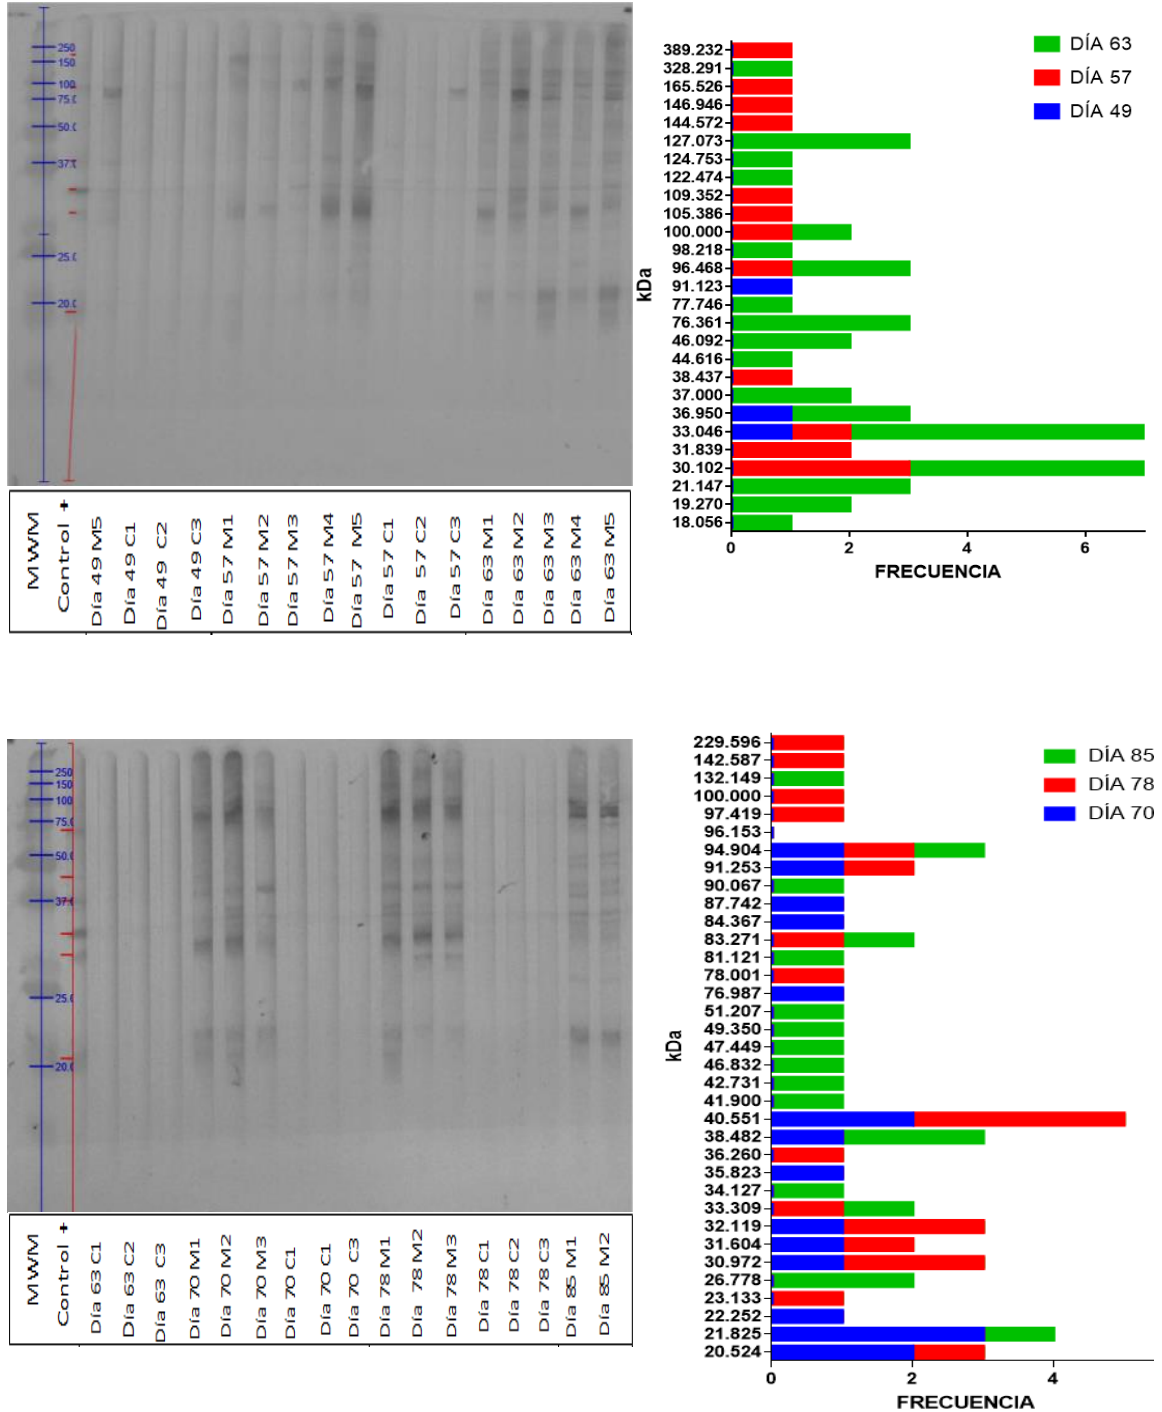 250
150
100
75.0
50.0
37.0
25.0
20.0
MWM
Control +
Día 49 M5
Día 49 C1
Día 49 C2
Día 49 C3
Día 57 M1
Día 57 M2
Día 57 M3
Día 57 M4
Día 57 M5
Día 57 C1
Día 57 C2
Día 57 C3
Día 63 M1
Día 63 M2
Día 63 M3
Día 63 M4
Día 63 M5
DÍA 63
DÍA 57
DÍA 49
kDa
389.232
328.291
165.526
146.946
144.572
127.073
124.753
122.474
109.352
105.386
100.000
98.218
96.468
91.123
77.746
76.361
46.092
44.616
38.437
37.000
36.950
33.046
31.839
30.102
21.147
19.270
18.056
0 2 4 6
FRECUENCIA
250
150
100
75.0
50.0
37.0
25.0
20.0
MWM
Control +
Día 63 C1
Día 63 C2
Día 63 C3
Día 70 M1
Día 70 M2
Día 70 M3
Día 70 C1
Día 70 C1
Día 70 C3
Día 78 M1
Día 78 M2
Día 78 M3
Día 78 C1
Día 78 C2
Día 78 C3
Día 85 M1
Día 85 M2
DÍA 85
DÍA 78
DÍA 70
kDa
229.596
142.587
132.149
100.000
97.419
96.153
94.904
91.253
90.067
87.742
84.367
83.271
81.121
78.001
76.987
51.207
49.350
47.449
46.832
42.731
41.900
40.551
38.482
36.260
35.823
34.127
33.309
32.119
31.604
30.972
26.778
23.133
22.252
21.825
20.524
0 2 4
FRECUENCIA